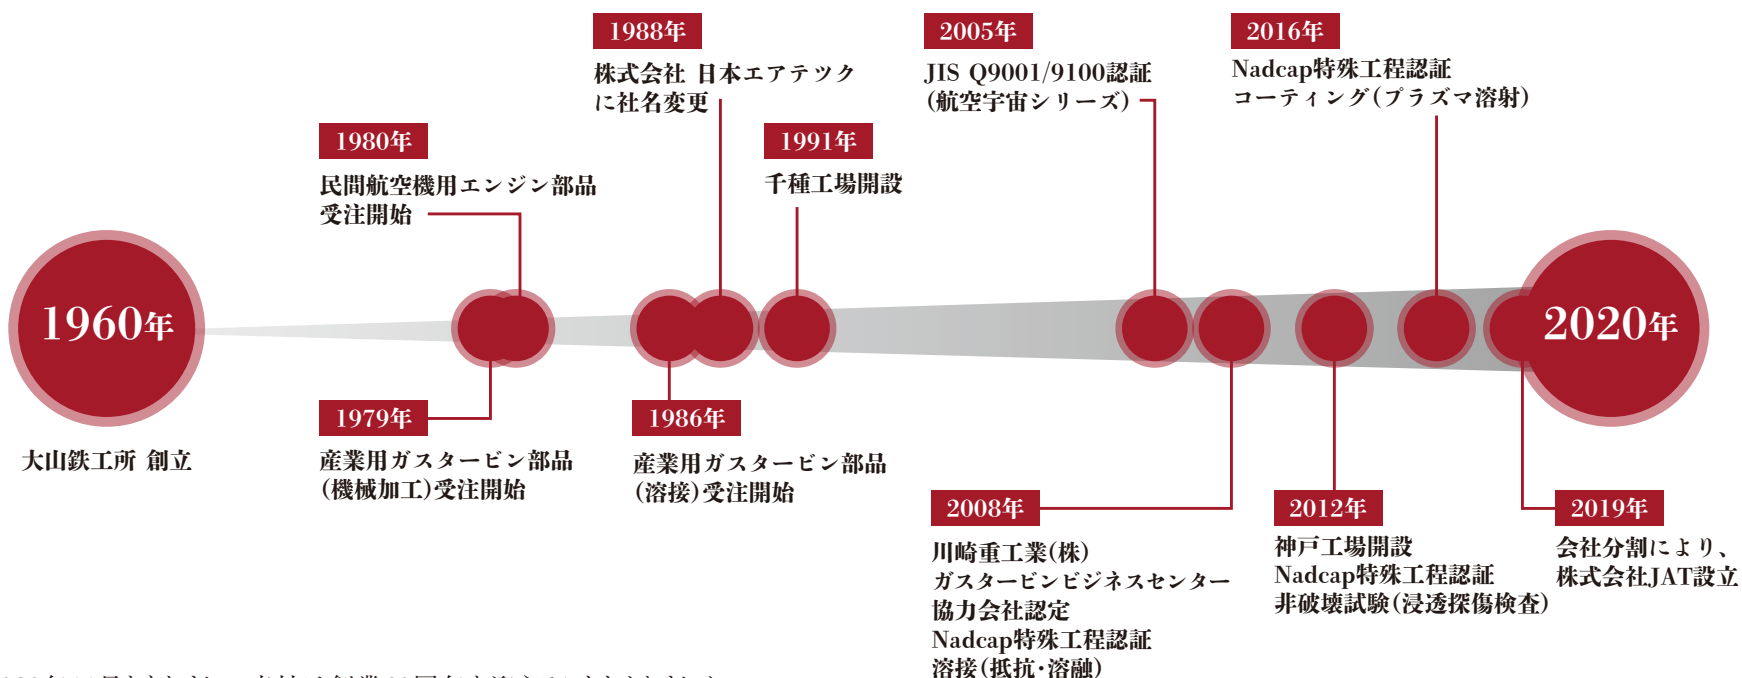 1960年
大山鉄工所 創立
1979年
産業用ガスタービン部品
(機械加工)受注開始
1980年
民間航空機用エンジン部品
受注開始
1986年
産業用ガスタービン部品
(溶接)受注開始
1988年
株式会社 日本エアテツク
に社名変更
1991年
千種工場開設
2005年
JIS Q9001/9100認証
(航空宇宙シリーズ)
2008年
川崎重工業(株)
ガスタービンビジネスセンター
協力会社認定
Nadcap特殊工程認証
溶接(抵抗・溶融)
2012年
神戸工場開設
Nadcap特殊工程認証
非破壊試験(浸透探傷検査)
2016年
Nadcap特殊工程認証
コーティング(プラズマ溶射)
2019年
会社分割により、
株式会社JAT設立
2020年